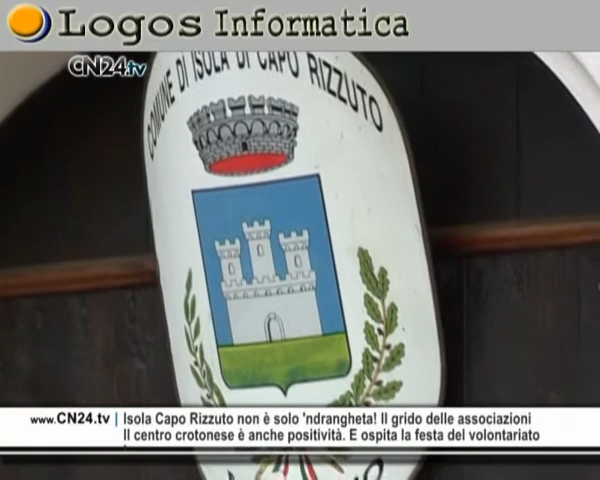 Logos Informatica
CN24.tv
COMUNE DI ISOLA DI CAPO RIZZUTO
www.CN24.tv | Isola Capo Rizzuto non è solo 'ndrangheta! Il grido delle associazioni
Il centro crotonese è anche positività. E ospita la festa del volontariato